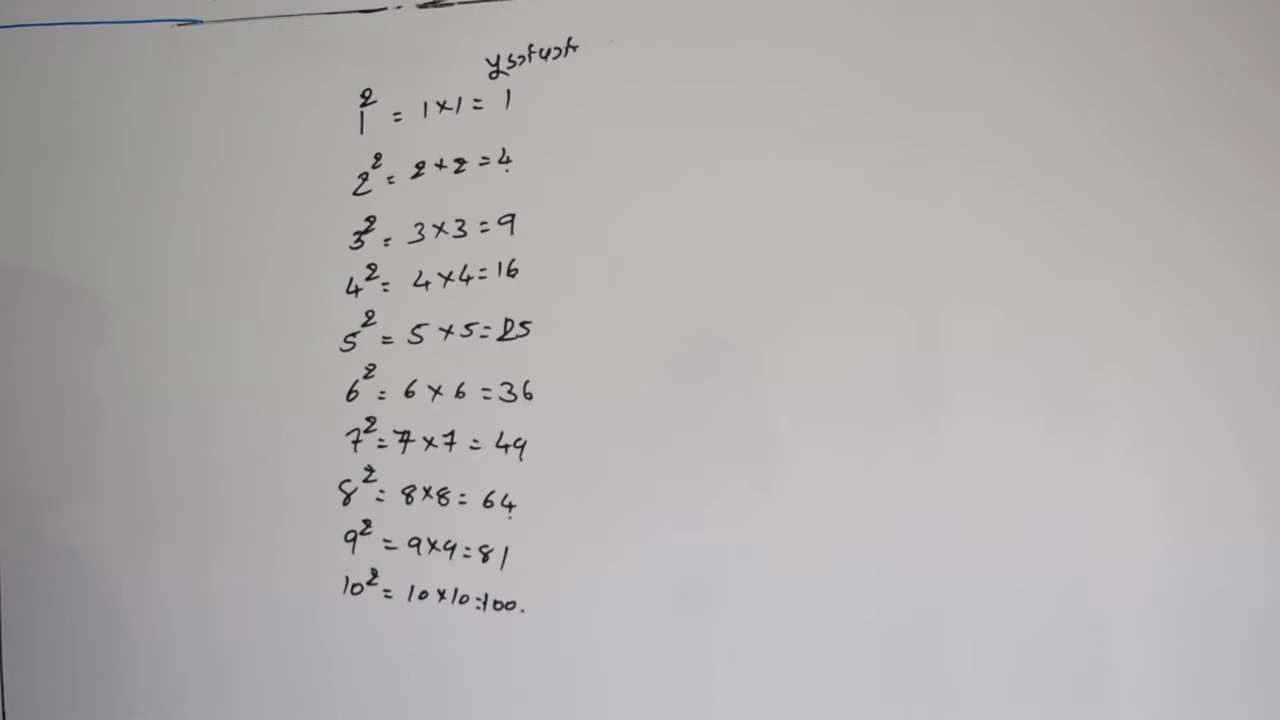 1² = 1×1 = 1
2² = 2+2 = 4
3² = 3×3 = 9
4² = 4×4 = 16
5² = 5×5 = 25
6² = 6×6 = 36
7² = 7×7 = 49
8² = 8×8 = 64
9² = 9×9 = 81
10² = 10×10 = 100.